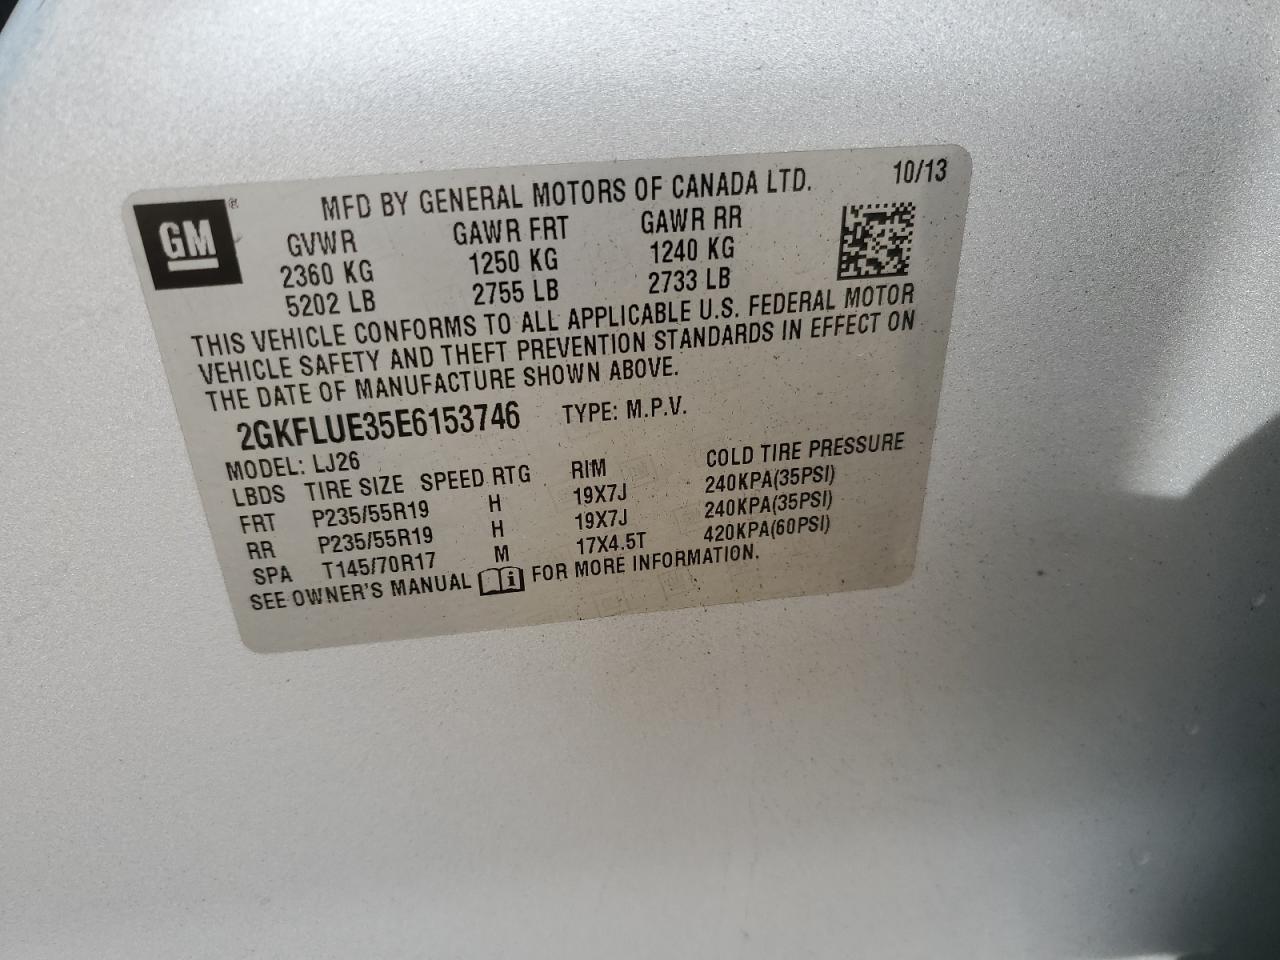 GM®
MFD BY GENERAL MOTORS OF CANADA LTD. 10/13
GVWR GAWR FRT GAWR RR
2360 KG 1250 KG 1240 KG
5202 LB 2755 LB 2733 LB
THIS VEHICLE CONFORMS TO ALL APPLICABLE U.S. FEDERAL MOTOR
VEHICLE SAFETY AND THEFT PREVENTION STANDARDS IN EFFECT ON
THE DATE OF MANUFACTURE SHOWN ABOVE.
2GKFLUE35E6153746 TYPE: M.P.V.
MODEL: LJ26
LBDS TIRE SIZE SPEED RTG RIM COLD TIRE PRESSURE
FRT P235/55R19 H 19X7J 240KPA(35PSI)
RR P235/55R19 H 19X7J 240KPA(35PSI)
SPA T145/70R17 M 17X4.5T 420KPA(60PSI)
SEE OWNER'S MANUAL i FOR MORE INFORMATION.